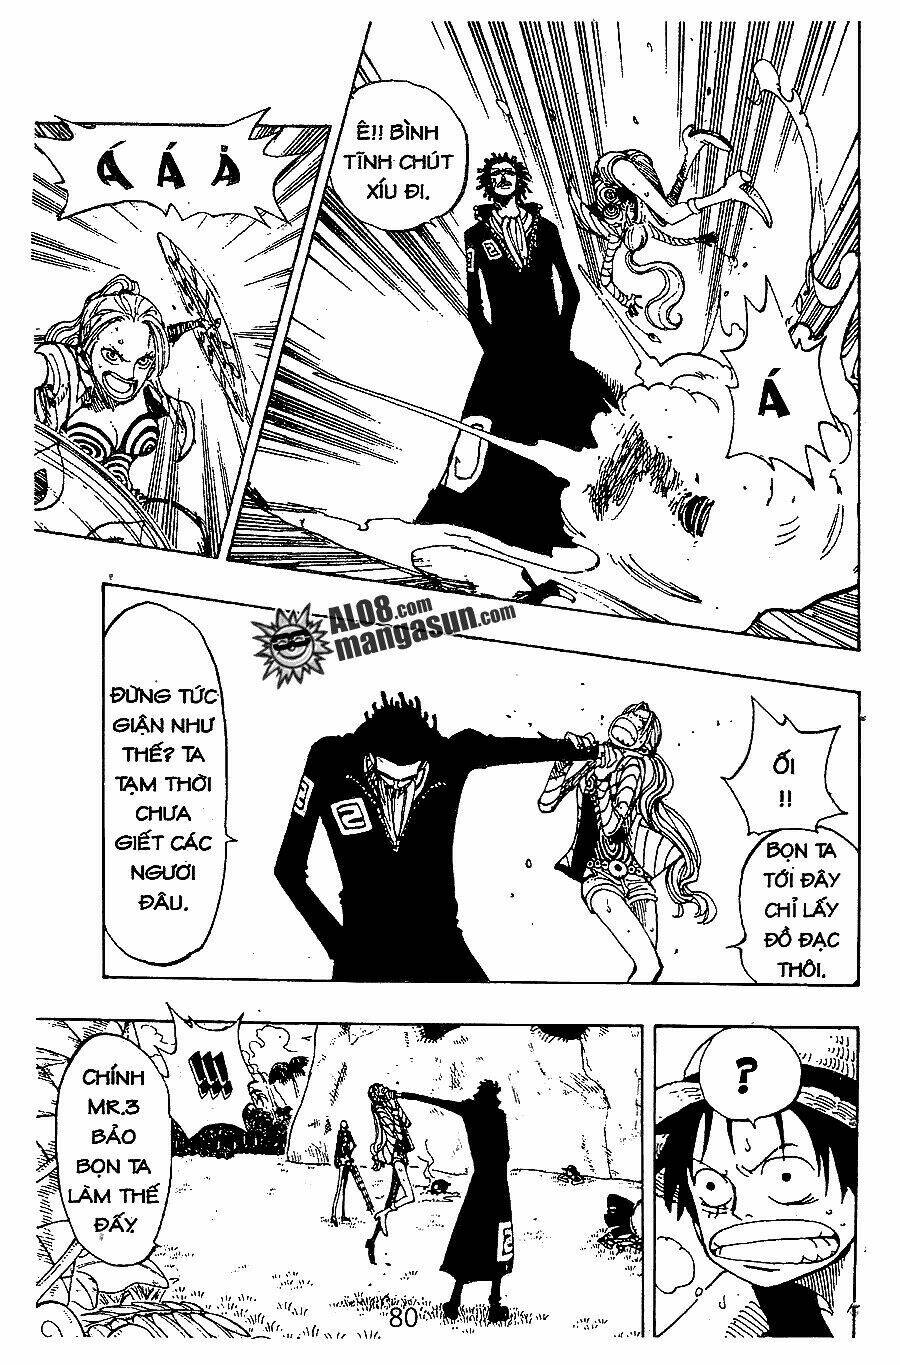 Á Á Á
Ê!! BÌNH
TĨNH CHÚT
XÍU ĐI.
Á
ALO8.com
mangasun.com
ĐỪNG TỨC
GIẬN NHƯ
THẾ? TA
TẠM THỜI
CHƯA
GIẾT CÁC
NGƯƠI
ĐÂU.
ỐI
!!
BỌN TA
TỚI ĐÂY
CHỈ LẤY
ĐỒ ĐẠC
THÔI.
!!!
CHÍNH
MR.3
BẢO
BỌN TA
LÀM THẾ
ĐẤY.
?
80